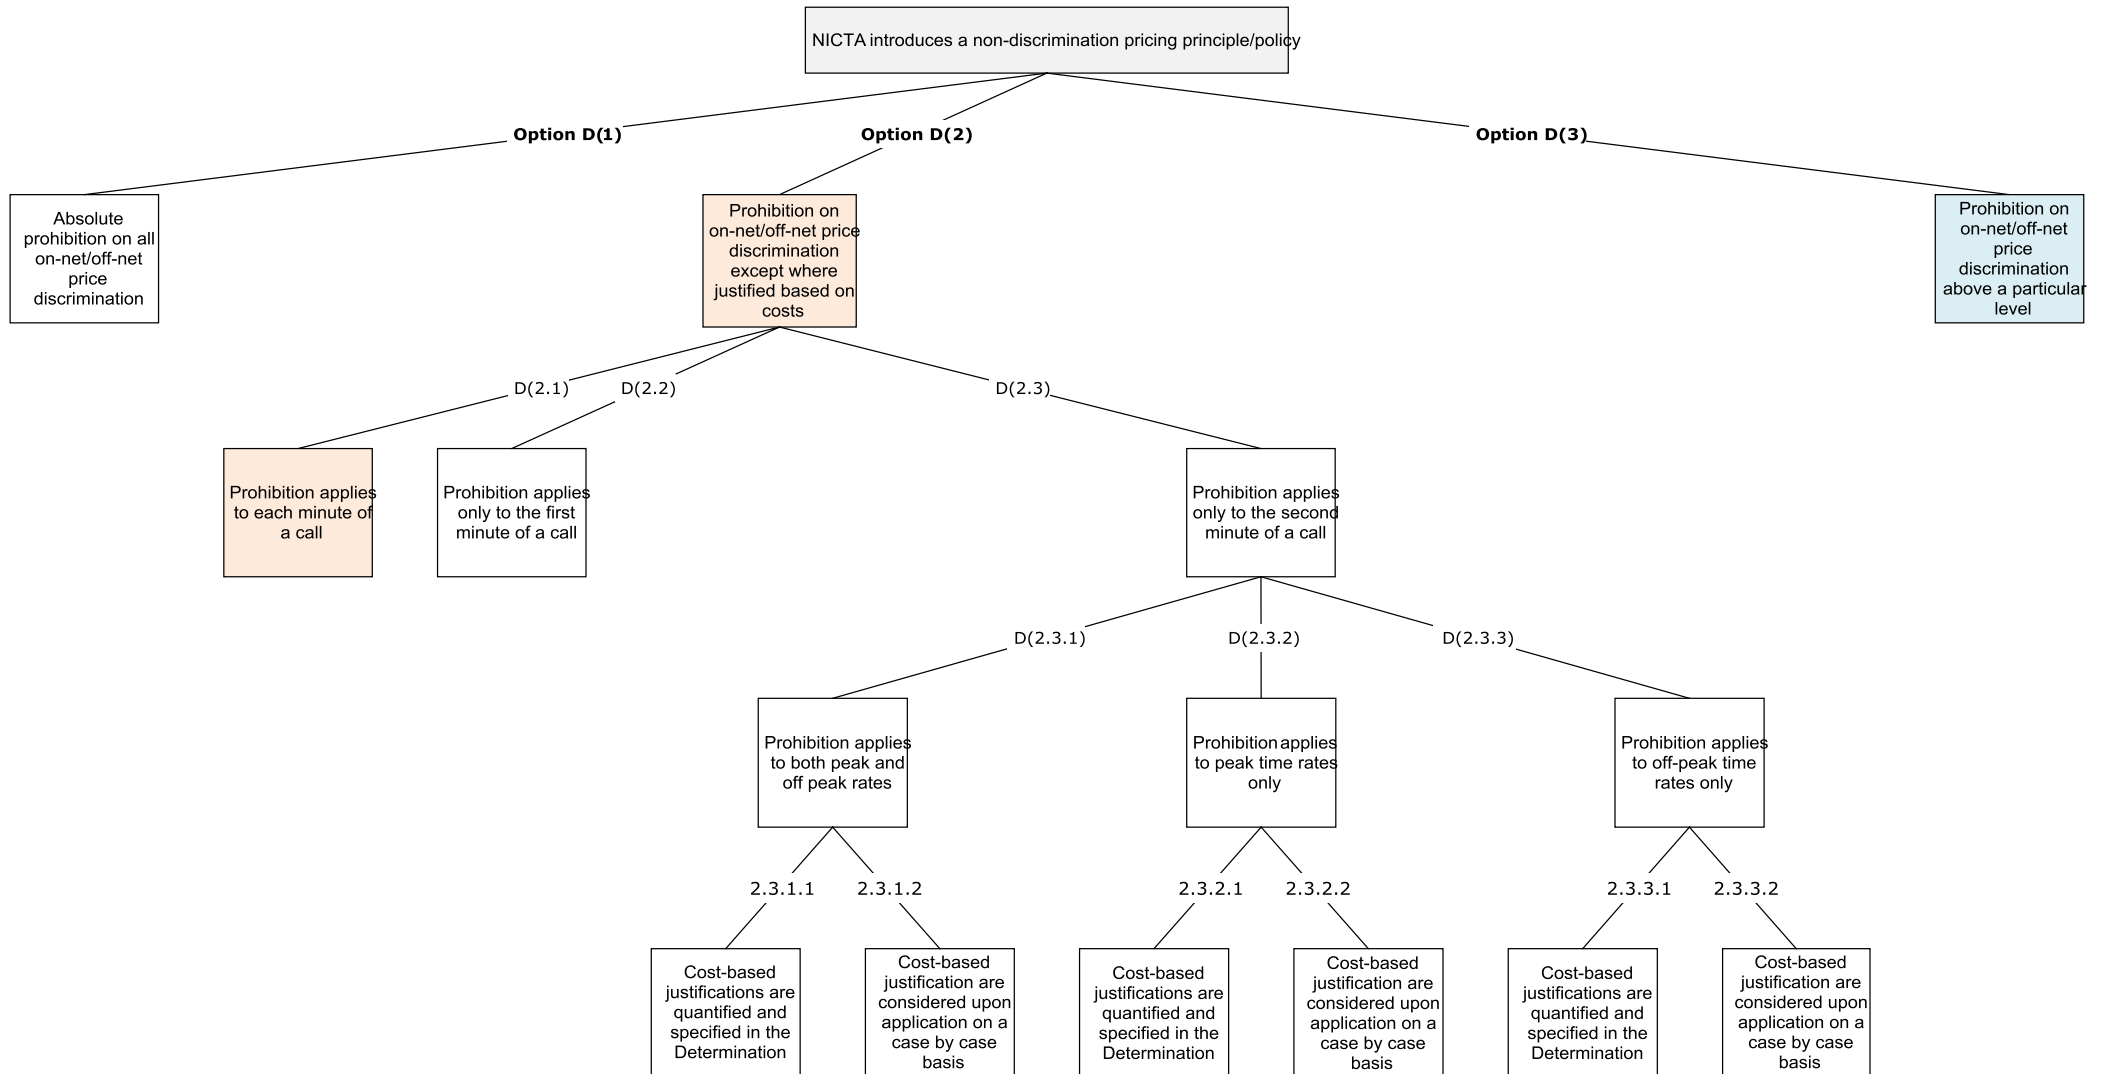 NICTA introduces a non-discrimination pricing principle/policy
Option D(1)
Option D(2)
Option D(3)
Absolute
prohibition on all
on-net/off-net
price
discrimination
Prohibition on
on-net/off-net price
discrimination
except where
justified based on
costs
Prohibition on
on-net/off-net
price
discrimination
above a particular
level
D(2.1)
D(2.2)
D(2.3)
Prohibition applies
to each minute of
a call
Prohibition applies
only to the first
minute of a call
Prohibition applies
only to the second
minute of a call
D(2.3.1)
D(2.3.2)
D(2.3.3)
Prohibition applies
to both peak and
off peak rates
Prohibition applies
to peak time rates
only
Prohibition applies
to off-peak time
rates only
2.3.1.1
2.3.1.2
2.3.2.1
2.3.2.2
2.3.3.1
2.3.3.2
Cost-based
justifications are
quantified and
specified in the
Determination
Cost-based
justification are
considered upon
application on a
case by case
basis
Cost-based
justifications are
quantified and
specified in the
Determination
Cost-based
justification are
considered upon
application on a
case by case
basis
Cost-based
justifications are
quantified and
specified in the
Determination
Cost-based
justification are
considered upon
application on a
case by case
basis